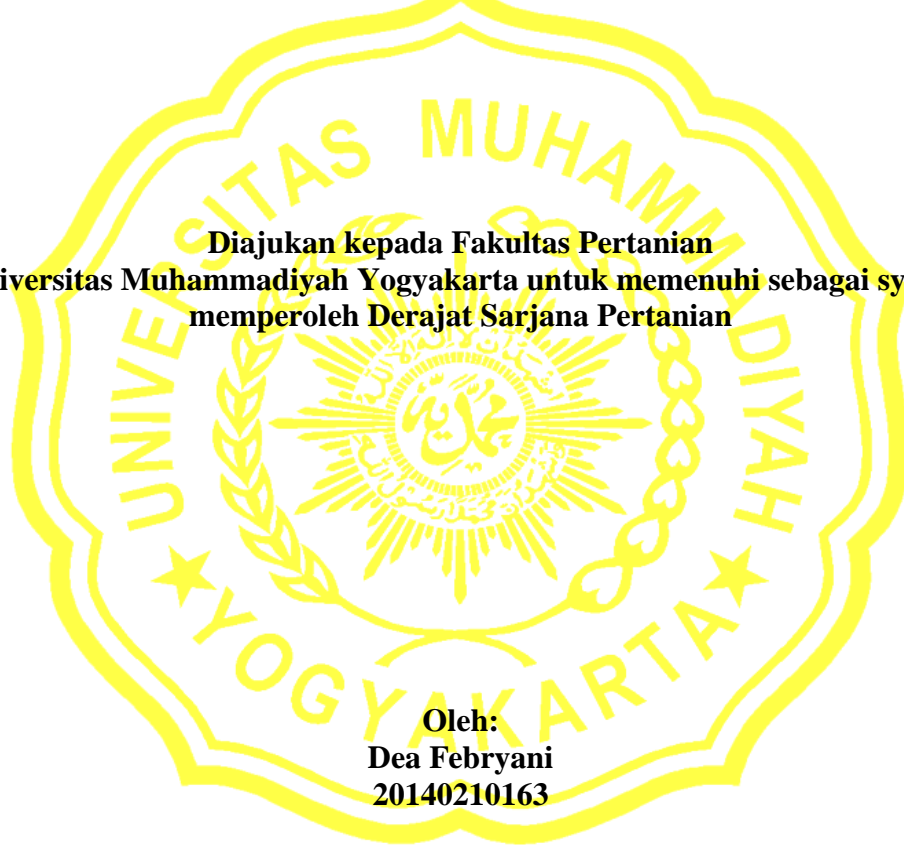 UNIVERSITAS MUHAMMADIYAH
Diajukan kepada Fakultas Pertanian
iversitas Muhammadiyah Yogyakarta untuk memenuhi sebagai sy
memperoleh Derajat Sarjana Pertanian
محمدية
YOGYAKARTA
Oleh:
Dea Febryani
20140210163